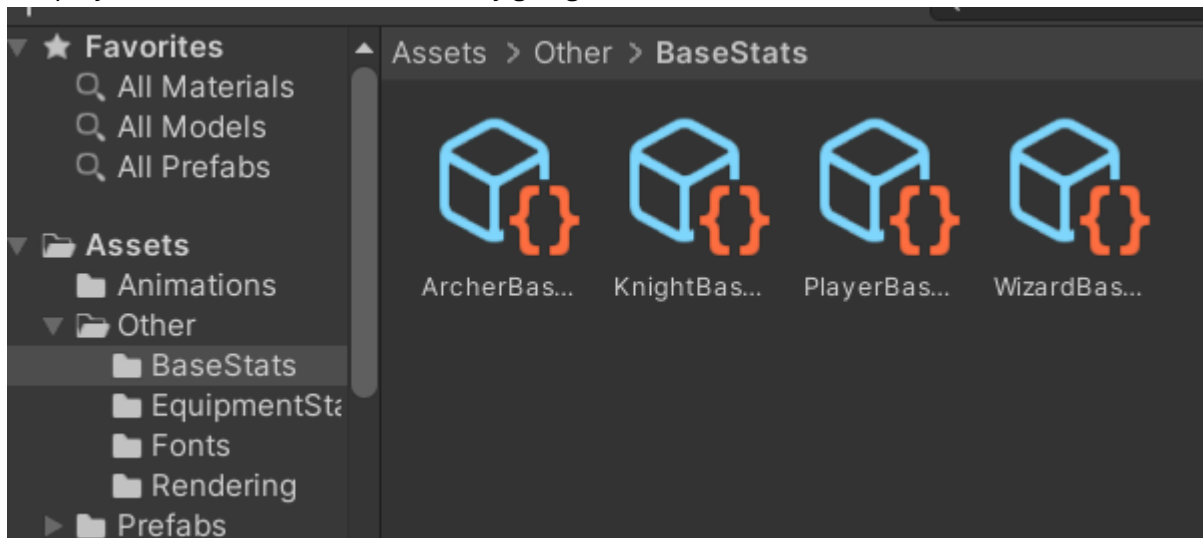 Favorites
All Materials
All Models
All Prefabs
Assets
Animations
Other
BaseStats
EquipmentSta
Fonts
Rendering
Prefabs
Assets > Other > BaseStats
ArcherBas... KnightBas... PlayerBas... WizardBas...